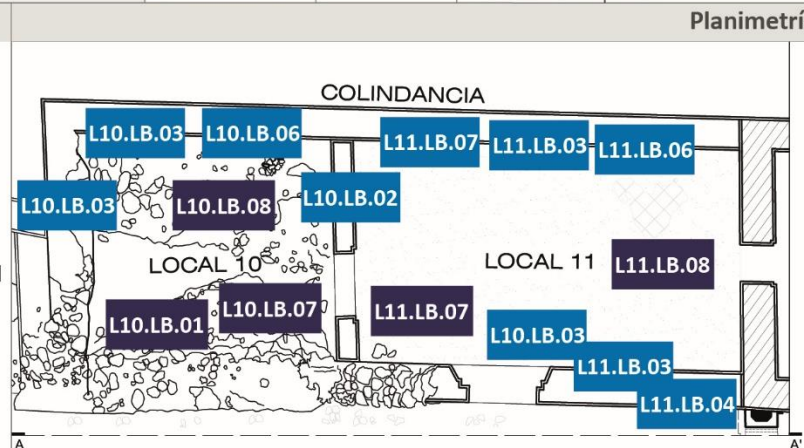 Planimetrí
COLINDANCIA
L10.LB.03
L10.LB.06
L11.LB.07
L11.LB.03
L11.LB.06
L10.LB.03
L10.LB.08
L10.LB.02
LOCAL 10
LOCAL 11
L11.LB.08
L10.LB.01
L10.LB.07
L11.LB.07
L10.LB.03
L11.LB.03
L11.LB.04
A
A'